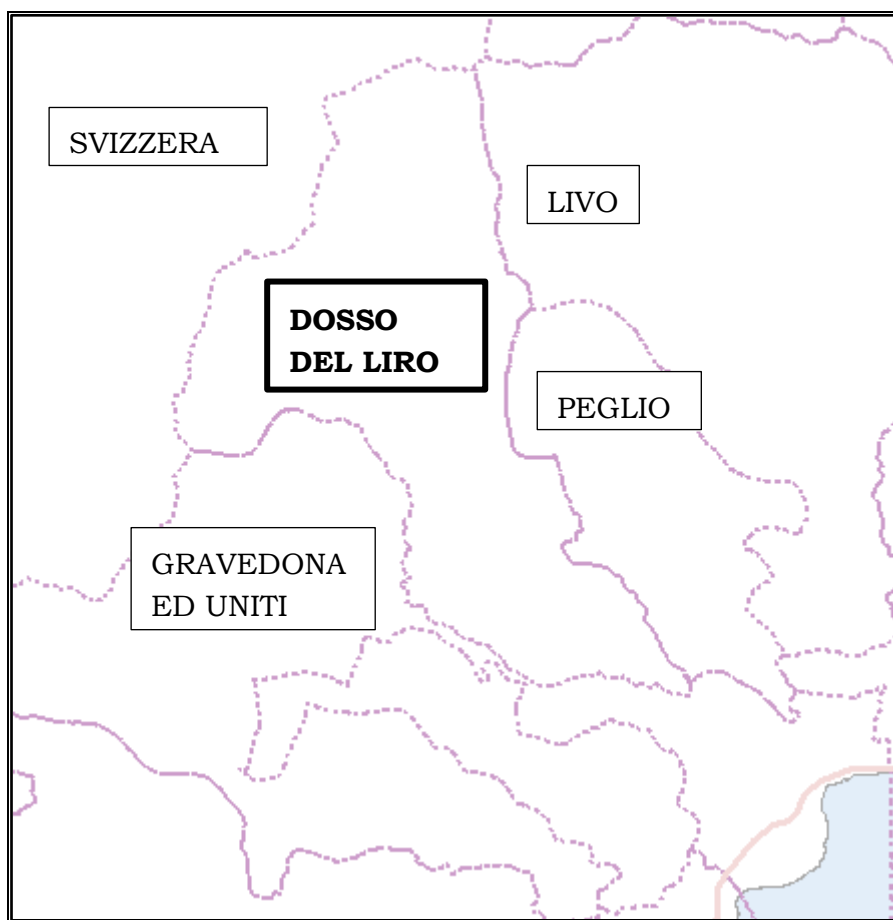 SVIZZERA
LIVO
DOSSO
DEL LIRO
PEGLIO
GRAVEDONA
ED UNITI